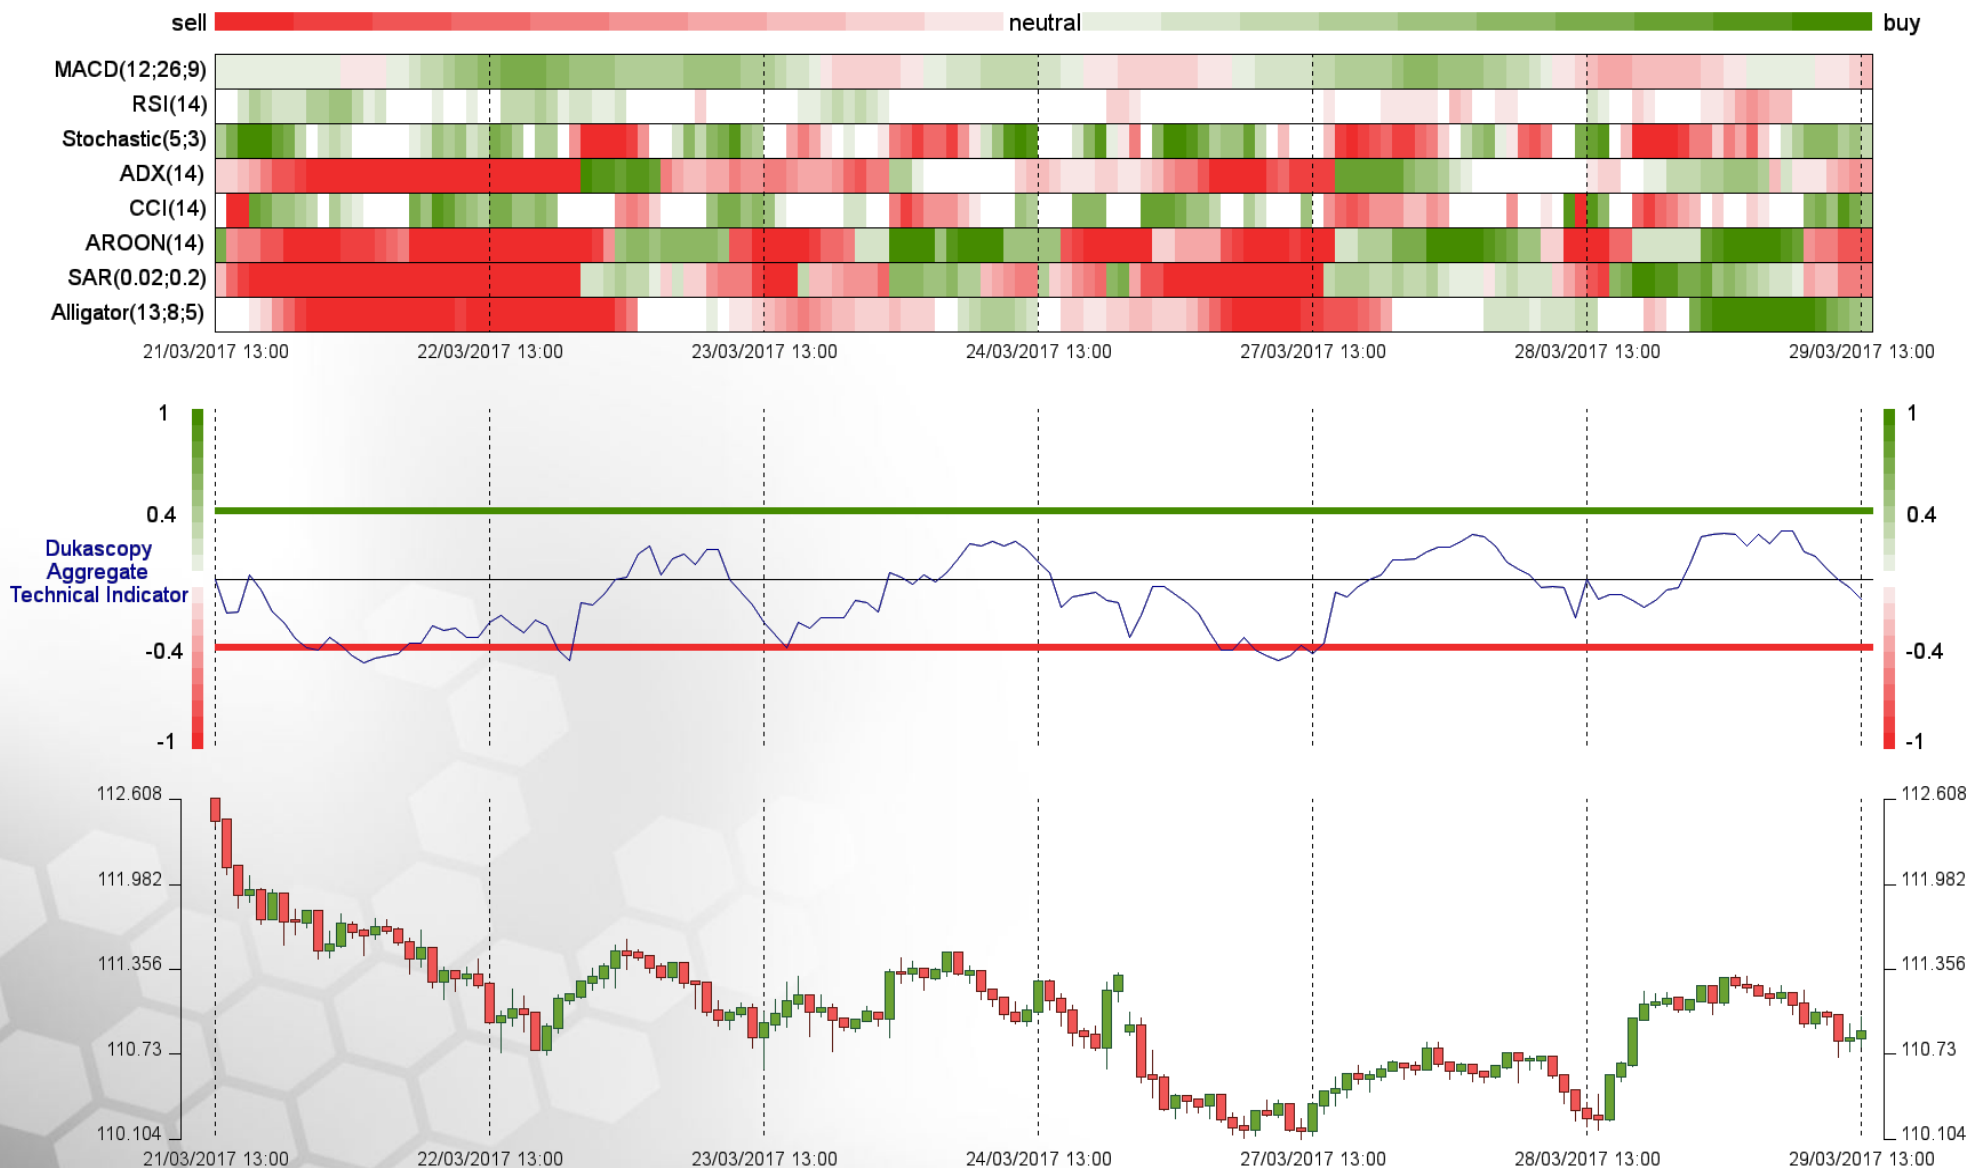 sell neutral buy
MACD(12;26;9)
RSI(14)
Stochastic(5;3)
ADX(14)
CCI(14)
AROON(14)
SAR(0.02;0.2)
Alligator(13;8;5)
21/03/2017 13:00 22/03/2017 13:00 23/03/2017 13:00 24/03/2017 13:00 27/03/2017 13:00 28/03/2017 13:00 29/03/2017 13:00
1 1
0.4 0.4
Dukascopy
Aggregate
Technical Indicator
-0.4 -0.4
-1 -1
112.608 112.608
111.982 111.982
111.356 111.356
110.73 110.73
110.104 110.104
21/03/2017 13:00 22/03/2017 13:00 23/03/2017 13:00 24/03/2017 13:00 27/03/2017 13:00 28/03/2017 13:00 29/03/2017 13:00